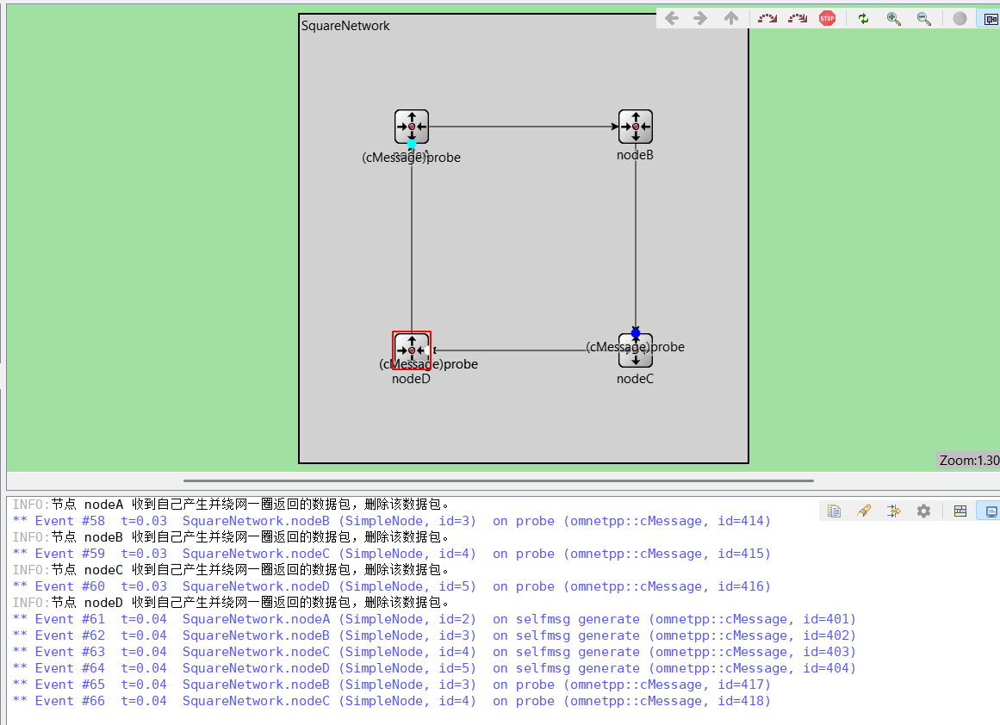 SquareNetwork
STOP
(cMessage)probe
nodeB
(cMessage)probe
(cMessage)probe
nodeD
nodeC
Zoom:1.30
INFO:节点 nodeA 收到自己产生并绕网一圈返回的数据包，删除该数据包。
** Event #58  t=0.03  SquareNetwork.nodeB (SimpleNode, id=3)  on probe (omnetpp::cMessage, id=414)
INFO:节点 nodeB 收到自己产生并绕网一圈返回的数据包，删除该数据包。
** Event #59  t=0.03  SquareNetwork.nodeC (SimpleNode, id=4)  on probe (omnetpp::cMessage, id=415)
INFO:节点 nodeC 收到自己产生并绕网一圈返回的数据包，删除该数据包。
** Event #60  t=0.03  SquareNetwork.nodeD (SimpleNode, id=5)  on probe (omnetpp::cMessage, id=416)
INFO:节点 nodeD 收到自己产生并绕网一圈返回的数据包，删除该数据包。
** Event #61  t=0.04  SquareNetwork.nodeA (SimpleNode, id=2)  on selfmsg generate (omnetpp::cMessage, id=401)
** Event #62  t=0.04  SquareNetwork.nodeB (SimpleNode, id=3)  on selfmsg generate (omnetpp::cMessage, id=402)
** Event #63  t=0.04  SquareNetwork.nodeC (SimpleNode, id=4)  on selfmsg generate (omnetpp::cMessage, id=403)
** Event #64  t=0.04  SquareNetwork.nodeD (SimpleNode, id=5)  on selfmsg generate (omnetpp::cMessage, id=404)
** Event #65  t=0.04  SquareNetwork.nodeB (SimpleNode, id=3)  on probe (omnetpp::cMessage, id=417)
** Event #66  t=0.04  SquareNetwork.nodeC (SimpleNode, id=4)  on probe (omnetpp::cMessage, id=418)